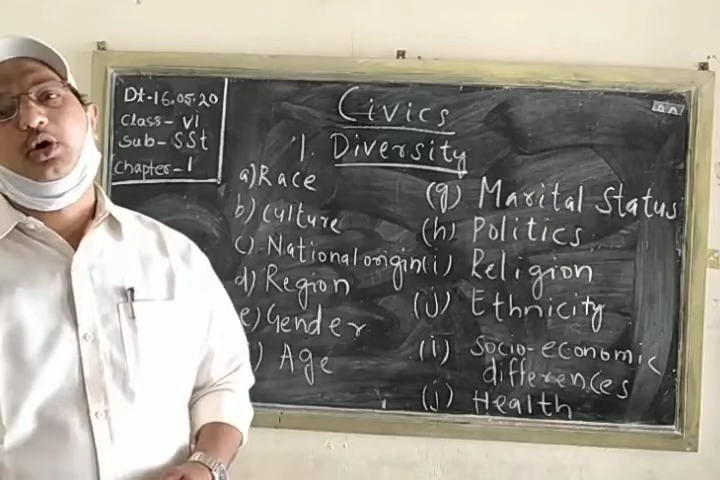 Dt-16.05.20
Class- VI
Sub- SSt
Chapter-1
Civics
1. Diversity
a) Race
b) Culture
c) National origin
d) Region
e) Gender
) Age
(g) Marital Status
(h) Politics
(i) Religion
(J) Ethnicity
(i) Socio-economic
differences
(j) Health